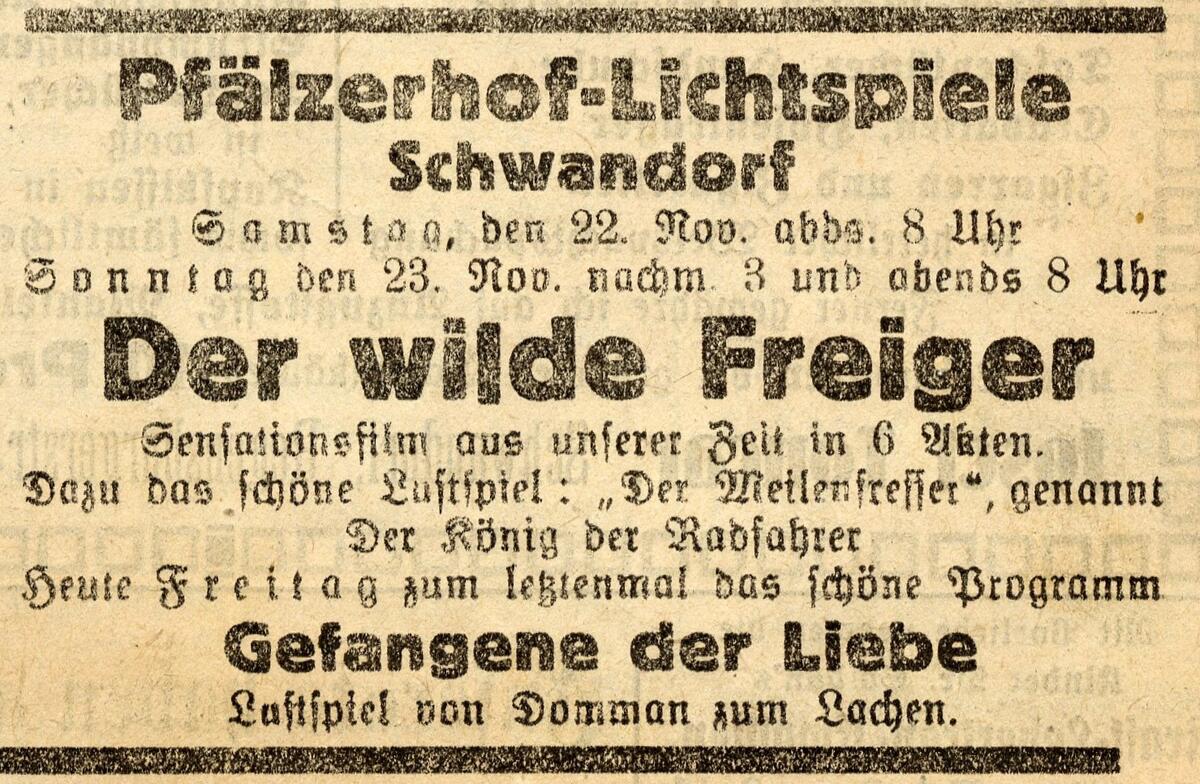 Pfälzerhof-Lichtspiele
Schwandorf
Samstag, den 22. Nov. abds. 8 Uhr
Sonntag den 23. Nov. nachm. 3 und abends 8 Uhr
Der wilde Freiger
Sensationsfilm aus unserer Zeit in 6 Akten.
Dazu das schöne Lustspiel: „Der Meilenfresser“, genannt
Der König der Radfahrer
Heute Freitag zum letztenmal das schöne Programm
Gefangene der Liebe
Lustspiel von Domman zum Lachen.